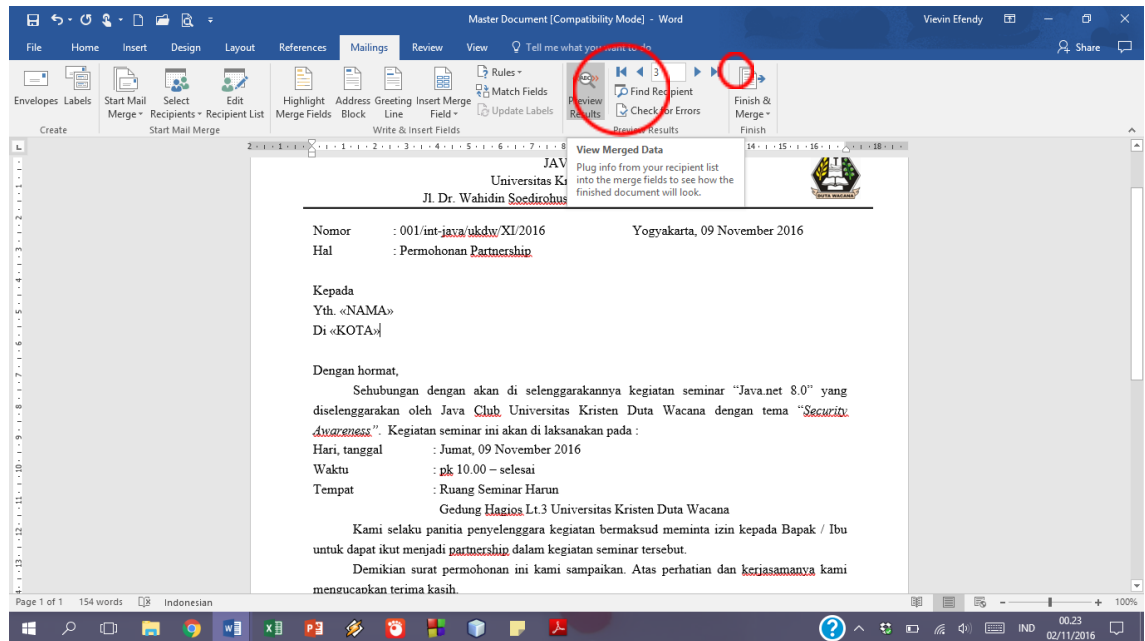 Master Document [Compatibility Mode] - Word
Vievin Efendy
File Home Insert Design Layout References Mailings Review View Tell me what you want to do
Share
Envelopes Labels
Start Mail Merge
Select Recipients
Edit Recipient List
Highlight Merge Fields
Address Block
Greeting Line
Insert Merge Field
Rules
Match Fields
Update Labels
ABC
Preview Results
3
Find Recipient
Check for Errors
Finish & Merge
Create
Start Mail Merge
Write & Insert Fields
Preview Results
Finish
View Merged Data
Plug info from your recipient list
into the merge fields to see how the
finished document will look.
JAV
Universitas Kr
Jl. Dr. Wahidin Soedirohus
DUTA WACANA
Nomor : 001/int-java/ukdw/XI/2016 Yogyakarta, 09 November 2016
Hal : Permohonan Partnership
Kepada
Yth. «NAMA»
Di «KOTA»
Dengan hormat,
Sehubungan dengan akan di selenggarakannya kegiatan seminar “Java.net 8.0” yang
diselenggarakan oleh Java Club Universitas Kristen Duta Wacana dengan tema “Security
Awareness”. Kegiatan seminar ini akan di laksanakan pada :
Hari, tanggal : Jumat, 09 November 2016
Waktu : pk 10.00 – selesai
Tempat : Ruang Seminar Harun
Gedung Hagios Lt.3 Universitas Kristen Duta Wacana
Kami selaku panitia penyelenggara kegiatan bermaksud meminta izin kepada Bapak / Ibu
untuk dapat ikut menjadi partnership dalam kegiatan seminar tersebut.
Demikian surat permohonan ini kami sampaikan. Atas perhatian dan kerjasamanya kami
mengucapkan terima kasih.
Page 1 of 1 154 words Indonesian
100%
IND
00.23
02/11/2016